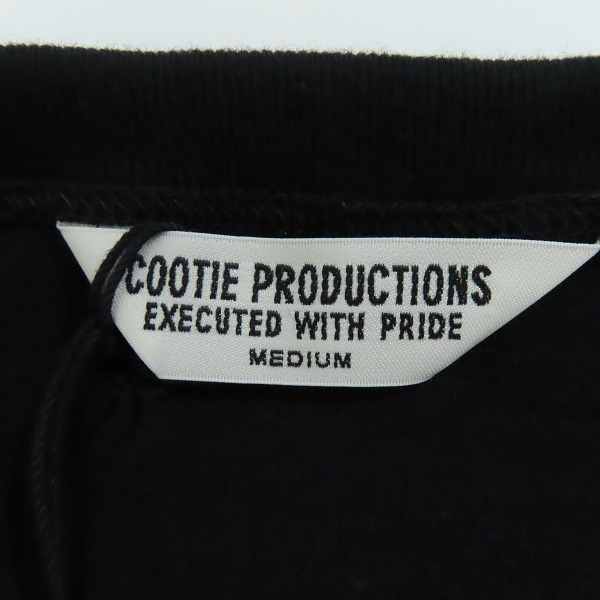 COOTIE PRODUCTIONS
EXECUTED WITH PRIDE
MEDIUM